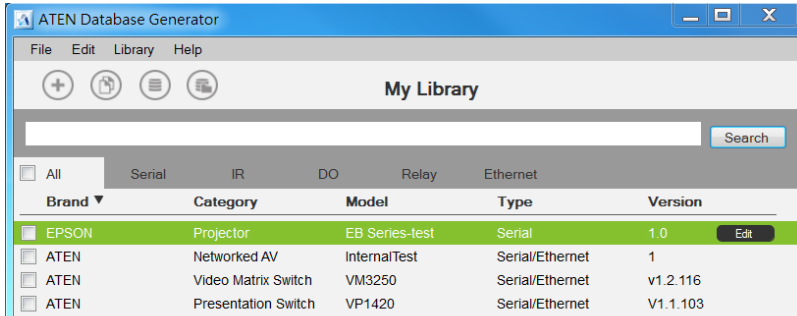 ATEN Database Generator
File Edit Library Help
My Library
Search
All Serial IR DO Relay Ethernet
Brand ▼ Category Model Type Version
EPSON Projector EB Series-test Serial 1.0 Edit
ATEN Networked AV InternalTest Serial/Ethernet 1
ATEN Video Matrix Switch VM3250 Serial/Ethernet v1.2.116
ATEN Presentation Switch VP1420 Serial/Ethernet V1.1.103